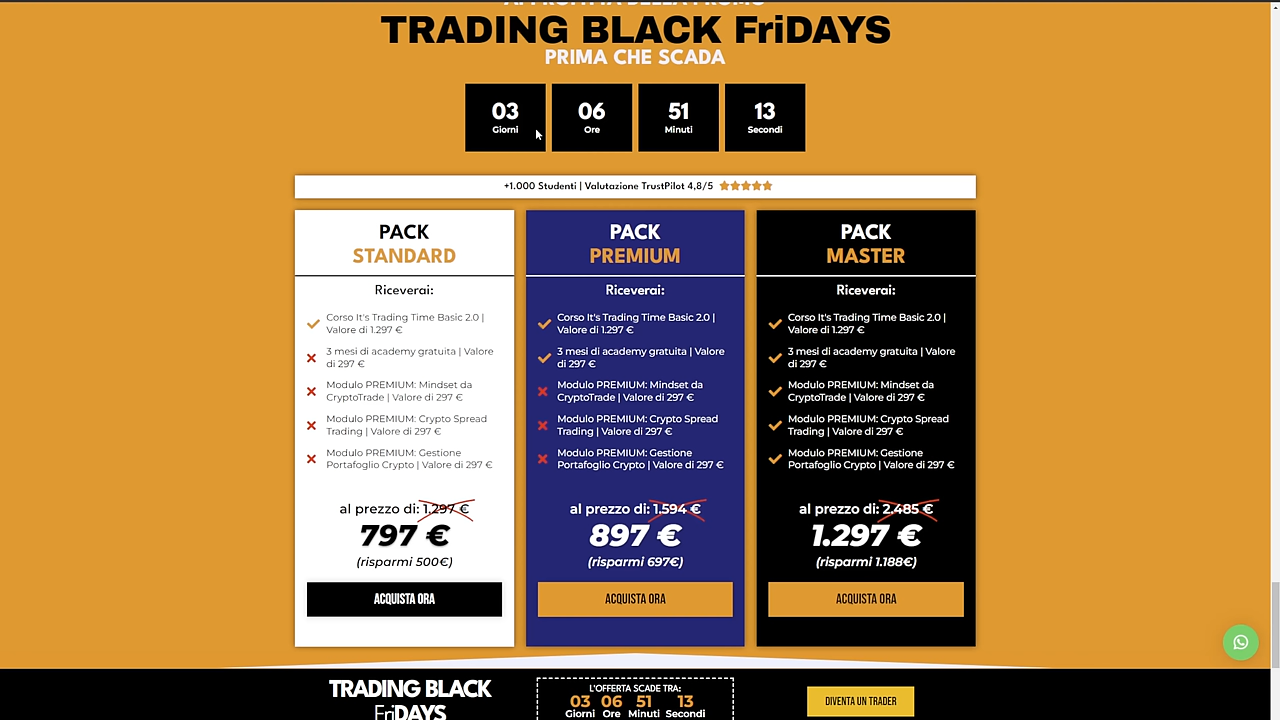 TRADING BLACK FriDAYS
PRIMA CHE SCADA
03 06 51 13
Giorni Ore Minuti Secondi
+1.000 Studenti | Valutazione TrustPilot 4,8/5
PACK
STANDARD
Riceverai:
Corso It's Trading Time Basic 2.0 |
Valore di 1.297 €
3 mesi di academy gratuita | Valore
di 297 €
Modulo PREMIUM: Mindset da
CryptoTrade | Valore di 297 €
Modulo PREMIUM: Crypto Spread
Trading | Valore di 297 €
Modulo PREMIUM: Gestione
Portafoglio Crypto | Valore di 297 €
al prezzo di: 1.297 €
797 €
(risparmi 500€)
ACQUISTA ORA
PACK
PREMIUM
Riceverai:
Corso It's Trading Time Basic 2.0 |
Valore di 1.297 €
3 mesi di academy gratuita | Valore
di 297 €
Modulo PREMIUM: Mindset da
CryptoTrade | Valore di 297 €
Modulo PREMIUM: Crypto Spread
Trading | Valore di 297 €
Modulo PREMIUM: Gestione
Portafoglio Crypto | Valore di 297 €
al prezzo di: 1.594 €
897 €
(risparmi 697€)
ACQUISTA ORA
PACK
MASTER
Riceverai:
Corso It's Trading Time Basic 2.0 |
Valore di 1.297 €
3 mesi di academy gratuita | Valore
di 297 €
Modulo PREMIUM: Mindset da
CryptoTrade | Valore di 297 €
Modulo PREMIUM: Crypto Spread
Trading | Valore di 297 €
Modulo PREMIUM: Gestione
Portafoglio Crypto | Valore di 297 €
al prezzo di: 2.485 €
1.297 €
(risparmi 1.188€)
ACQUISTA ORA
TRADING BLACK
FriDAYS
L'OFFERTA SCADE TRA:
03 06 51 13
Giorni Ore Minuti Secondi
DIVENTA UN TRADER